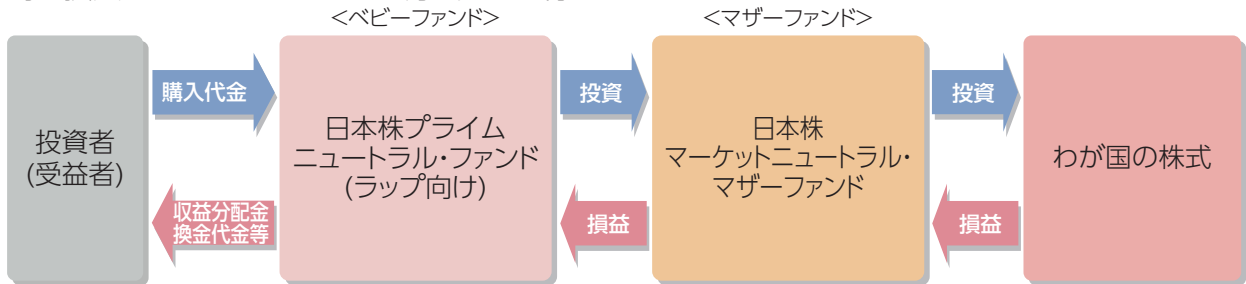 <ベビーファンド>
<マザーファンド>
投資者
(受益者)
購入代金
収益分配金
換金代金等
日本株プライム
ニュートラル・ファンド
(ラップ向け)
投資
損益
日本株
マーケットニュートラル・
マザーファンド
投資
損益
わが国の株式